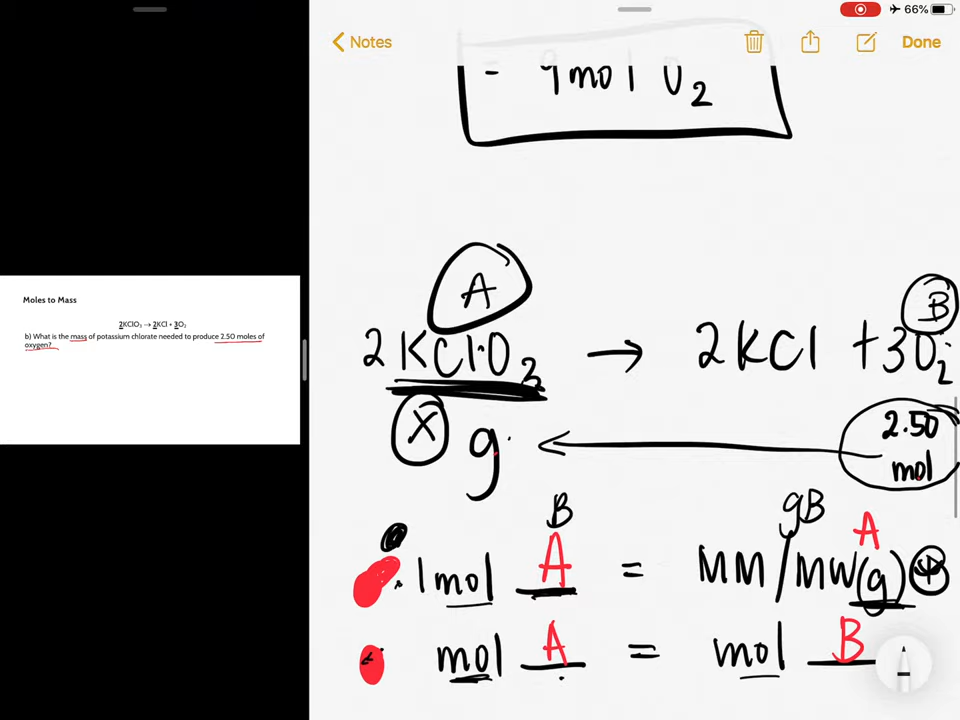 66%
Notes
Done
= 9 mol O2
Moles to Mass
2KClO₃ → 2KCl + 3O₂
b) What is the mass of potassium chlorate needed to produce 2.50 moles of
oxygen?
A
B
2KClO3 → 2KCl + 3O2
X g
2.50
mol
B
gB
A
1 mol A = MM/MW(g)
mol A = mol B